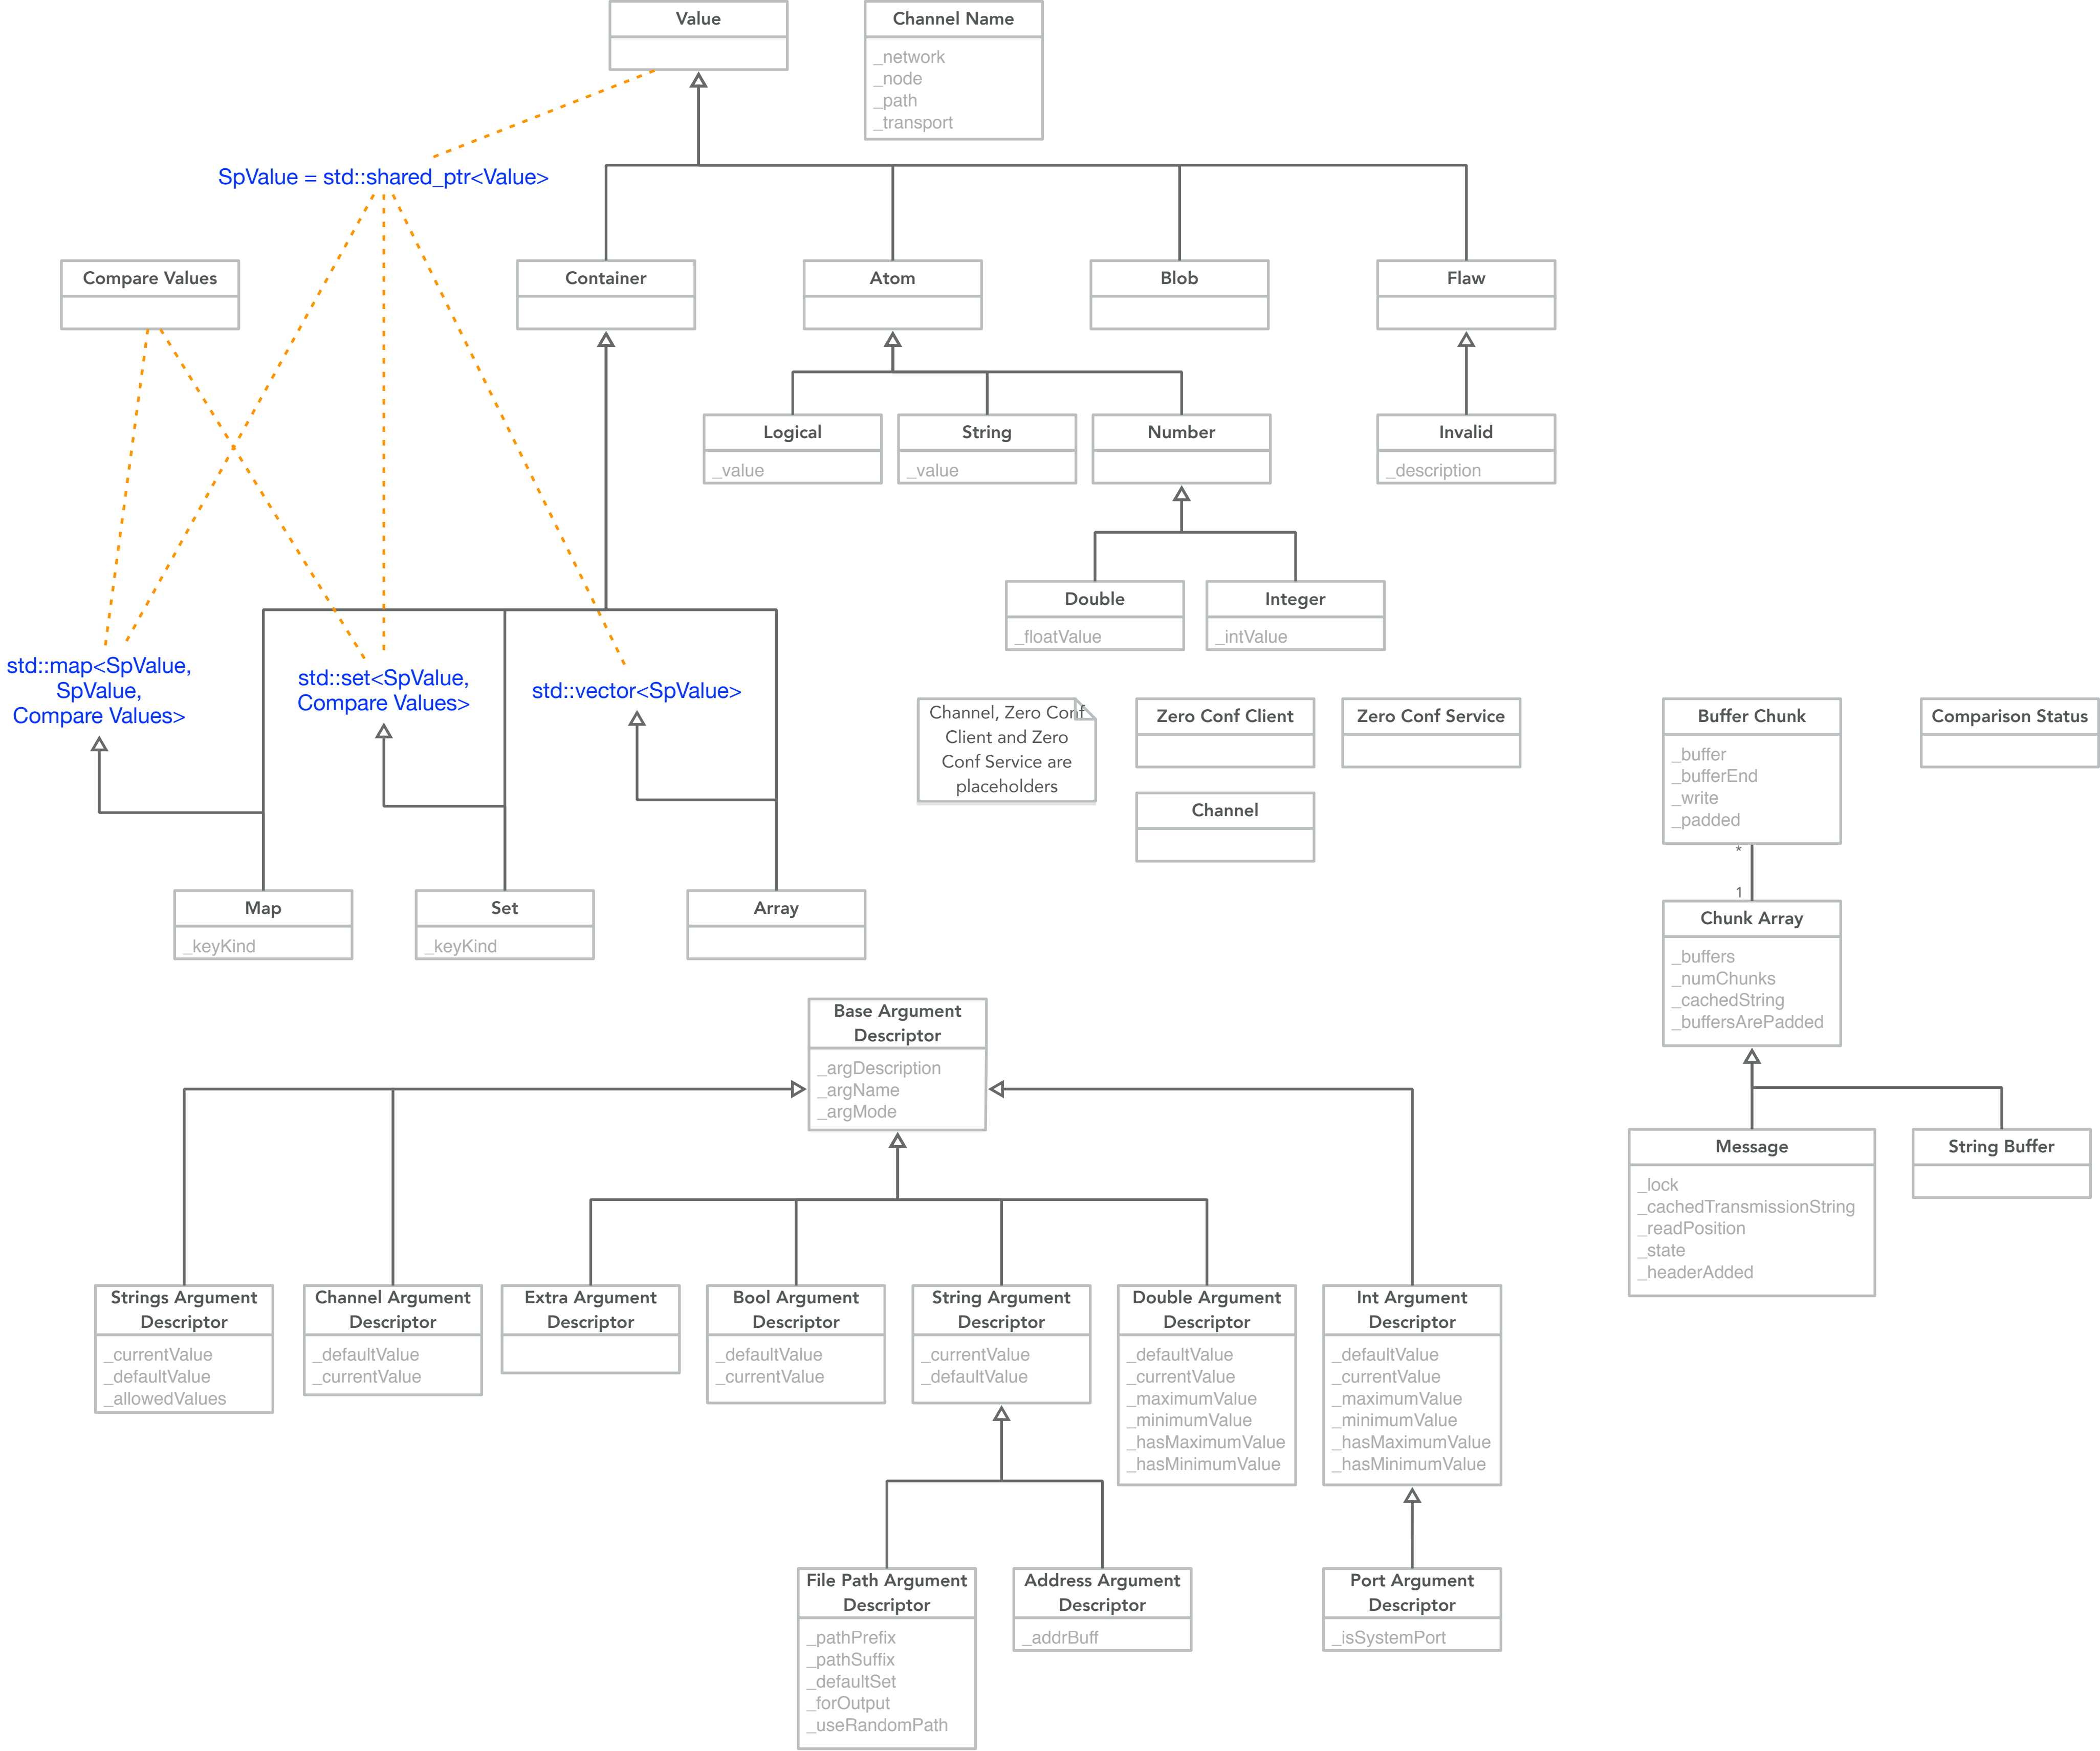 Value
Channel Name
_network
_node
_path
_transport
SpValue = std::shared_ptr<Value>
Compare Values
Container
Atom
Blob
Flaw
Logical
_value
String
_value
Number
Invalid
_description
Double
_floatValue
Integer
_intValue
std::map<SpValue,
SpValue,
Compare Values>
std::set<SpValue,
Compare Values>
std::vector<SpValue>
Channel, Zero Conf
Client and Zero
Conf Service are
placeholders
Zero Conf Client
Zero Conf Service
Channel
Buffer Chunk
_buffer
_bufferEnd
_write
_padded
Comparison Status
*
1
Chunk Array
_buffers
_numChunks
_cachedString
_buffersArePadded
Map
_keyKind
Set
_keyKind
Array
Base Argument
Descriptor
_argDescription
_argName
_argMode
Message
_lock
_cachedTransmissionString
_readPosition
_state
_headerAdded
String Buffer
Strings Argument
Descriptor
_currentValue
_defaultValue
_allowedValues
Channel Argument
Descriptor
_defaultValue
_currentValue
Extra Argument
Descriptor
Bool Argument
Descriptor
_defaultValue
_currentValue
String Argument
Descriptor
_currentValue
_defaultValue
Double Argument
Descriptor
_defaultValue
_currentValue
_maximumValue
_minimumValue
_hasMaximumValue
_hasMinimumValue
Int Argument
Descriptor
_defaultValue
_currentValue
_maximumValue
_minimumValue
_hasMaximumValue
_hasMinimumValue
File Path Argument
Descriptor
_pathPrefix
_pathSuffix
_defaultSet
_forOutput
_useRandomPath
Address Argument
Descriptor
_addrBuff
Port Argument
Descriptor
_isSystemPort